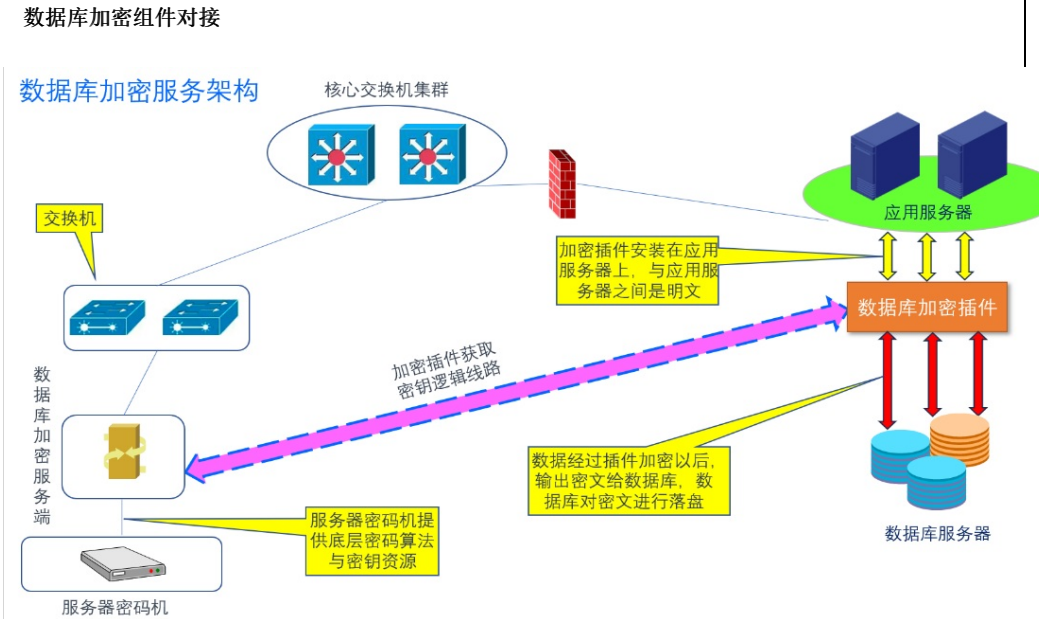 数据库加密组件对接
数据库加密服务架构
核心交换机集群
交换机
应用服务器
加密插件安装在应用
服务器上，与应用服
务器之间是明文
数据库加密插件
加密插件获取
密钥逻辑线路
数据库加密服务端
数据经过插件加密以后，
输出密文给数据库，数
据库对密文进行落盘
服务器密码机提
供底层密码算法
与密钥资源
数据库服务器
服务器密码机